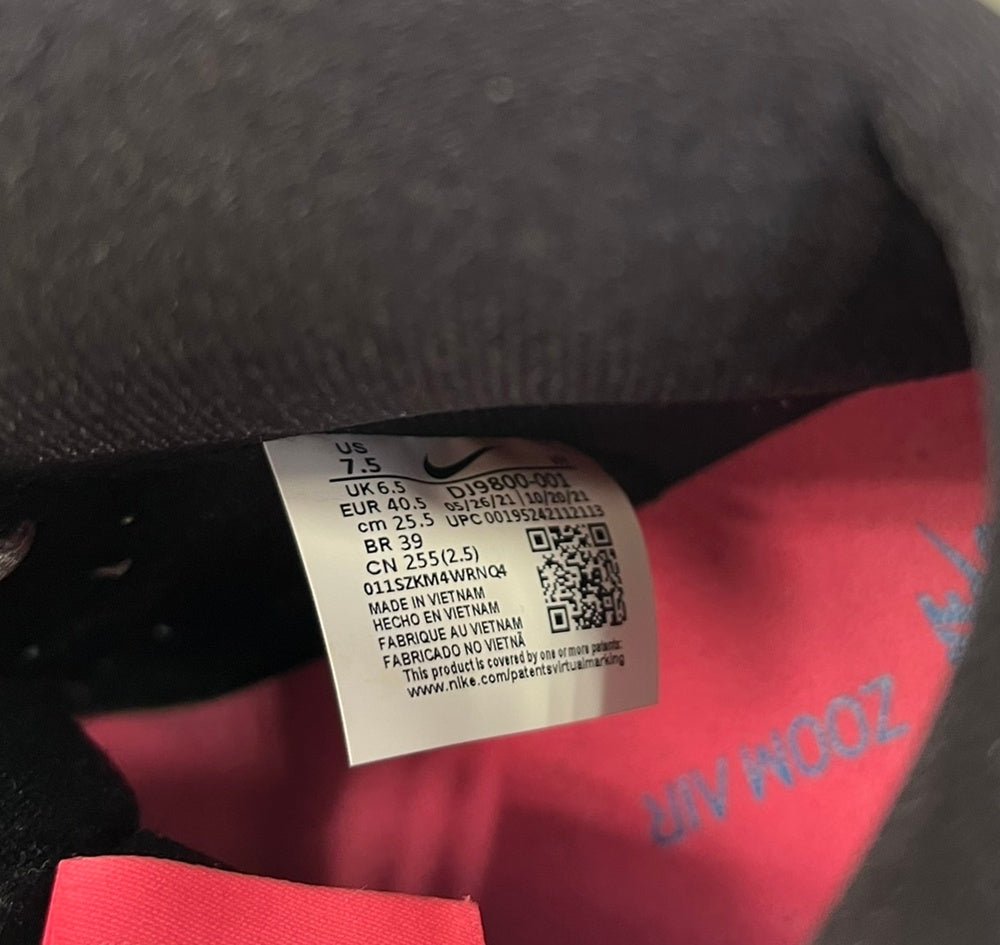 US
7.5
UK 6.5
EUR 40.5
cm 25.5
BR 39
CN 255(2.5)
DJ9800-001
05/26/21 10/20/21
UPC 00195242112113
011SZKM4WRNQ4
MADE IN VIETNAM
HECHO EN VIETNAM
FABRIQUE AU VIETNAM
FABRICADO NO VIETNÃ
This product is covered by one or more patents:
www.nike.com/patentsvirtualmarking
ZOOM AIR